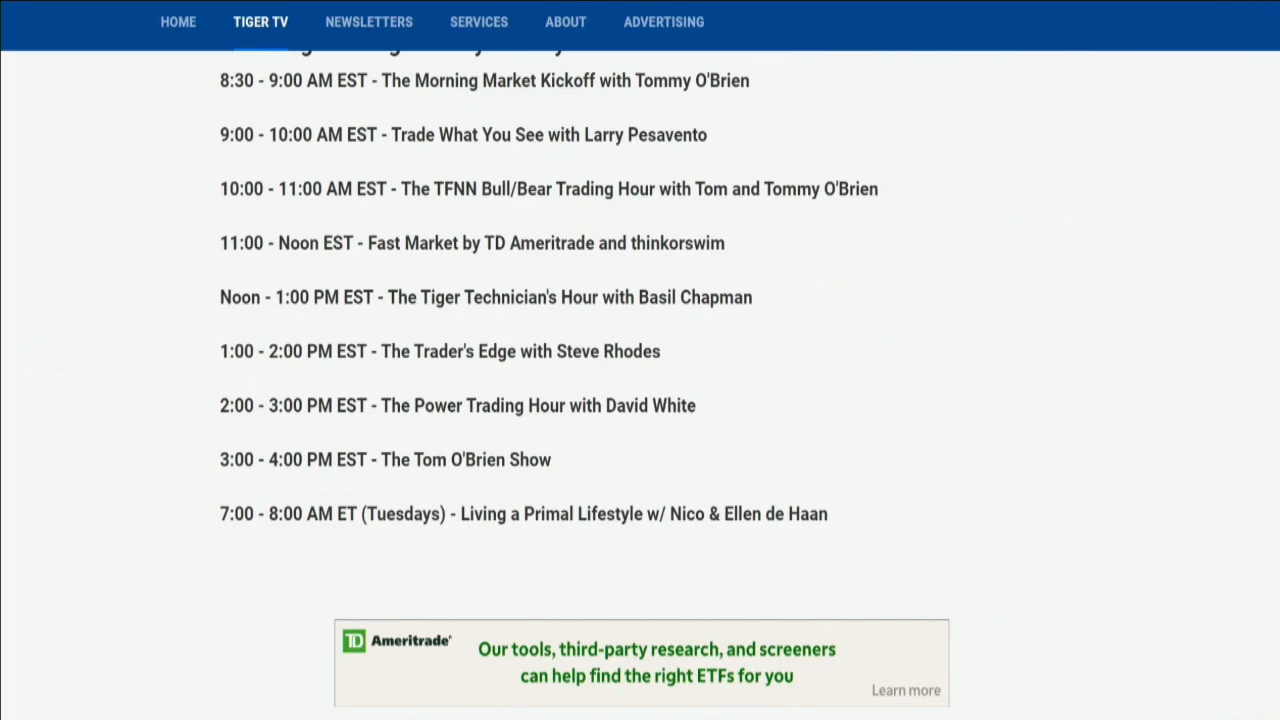 HOME TIGER TV NEWSLETTERS SERVICES ABOUT ADVERTISING
8:30 - 9:00 AM EST - The Morning Market Kickoff with Tommy O'Brien
9:00 - 10:00 AM EST - Trade What You See with Larry Pesavento
10:00 - 11:00 AM EST - The TFNN Bull/Bear Trading Hour with Tom and Tommy O'Brien
11:00 - Noon EST - Fast Market by TD Ameritrade and thinkorswim
Noon - 1:00 PM EST - The Tiger Technician's Hour with Basil Chapman
1:00 - 2:00 PM EST - The Trader's Edge with Steve Rhodes
2:00 - 3:00 PM EST - The Power Trading Hour with David White
3:00 - 4:00 PM EST - The Tom O'Brien Show
7:00 - 8:00 AM ET (Tuesdays) - Living a Primal Lifestyle w/ Nico & Ellen de Haan
TD Ameritrade®
Our tools, third-party research, and screeners
can help find the right ETFs for you
Learn more